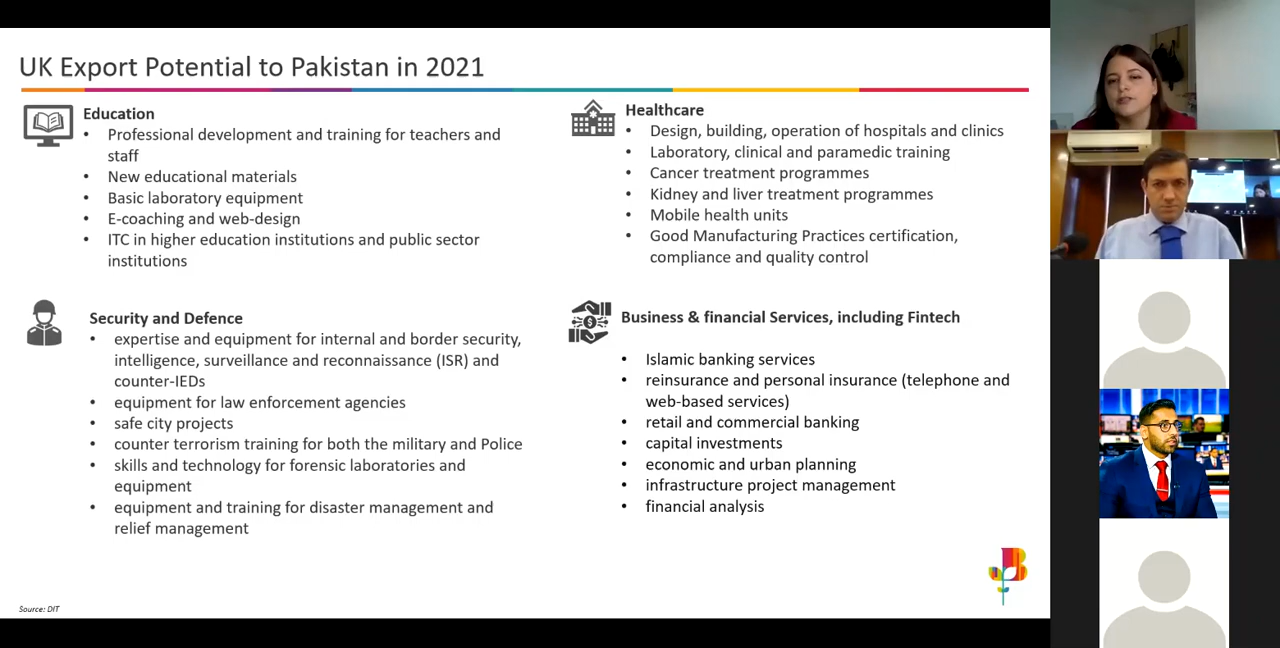 UK Export Potential to Pakistan in 2021
Education
• Professional development and training for teachers and
staff
• New educational materials
• Basic laboratory equipment
• E-coaching and web-design
• ITC in higher education institutions and public sector
institutions
Healthcare
• Design, building, operation of hospitals and clinics
• Laboratory, clinical and paramedic training
• Cancer treatment programmes
• Kidney and liver treatment programmes
• Mobile health units
• Good Manufacturing Practices certification,
compliance and quality control
Security and Defence
• expertise and equipment for internal and border security,
intelligence, surveillance and reconnaissance (ISR) and
counter-IEDs
• equipment for law enforcement agencies
• safe city projects
• counter terrorism training for both the military and Police
• skills and technology for forensic laboratories and
equipment
• equipment and training for disaster management and
relief management
Business & financial Services, including Fintech
• Islamic banking services
• reinsurance and personal insurance (telephone and
web-based services)
• retail and commercial banking
• capital investments
• economic and urban planning
• infrastructure project management
• financial analysis
Source: DIT